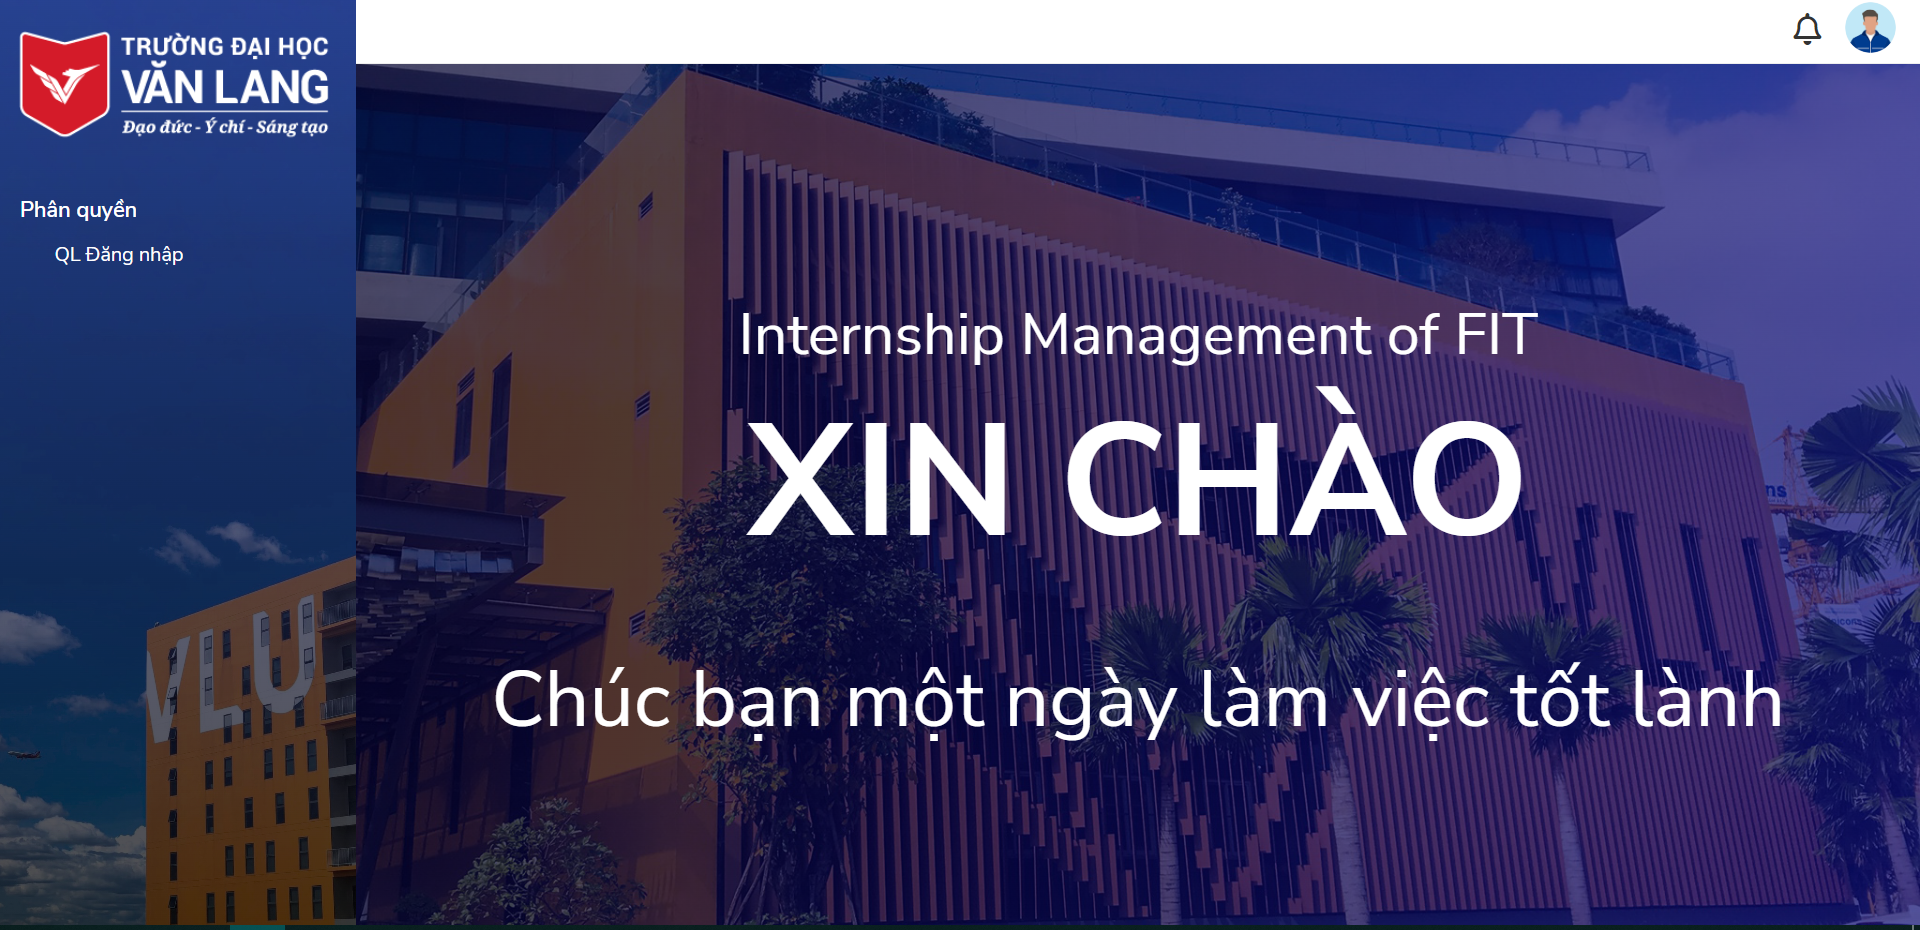 TRƯỜNG ĐẠI HỌC
VĂN LANG
Đạo đức - Ý chí - Sáng tạo
Phân quyền
QL Đăng nhập
Internship Management of FIT
XIN CHÀO
Chúc bạn một ngày làm việc tốt lành
VLU